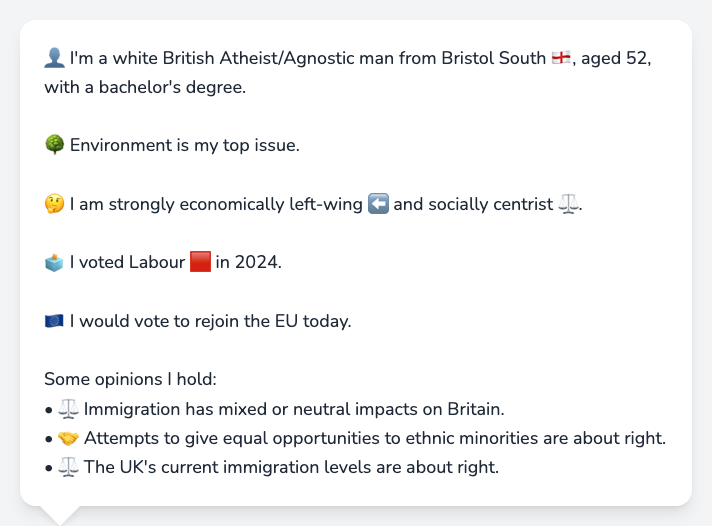 👤 I'm a white British Atheist/Agnostic man from Bristol South 🏴󠁧󠁢󠁥󠁮󠁧󠁿, aged 52,
with a bachelor's degree.
🌳 Environment is my top issue.
🤔 I am strongly economically left-wing ⬅️ and socially centrist ⚖️.
🗳️ I voted Labour 🟥 in 2024.
🇪🇺 I would vote to rejoin the EU today.
Some opinions I hold:
• ⚖️ Immigration has mixed or neutral impacts on Britain.
• 🤝 Attempts to give equal opportunities to ethnic minorities are about right.
• ⚖️ The UK's current immigration levels are about right.